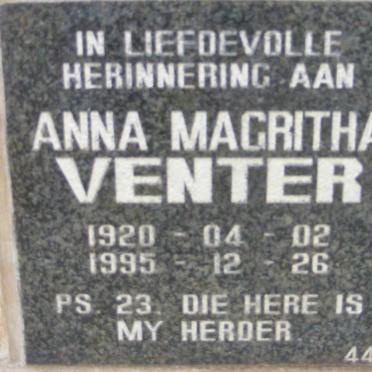 IN LIEFDEVOLLE
HERINNERING AAN
ANNA MAGRITHA
VENTER
1920 - 04 - 02
1995 - 12 - 26
PS. 23. DIE HERE IS
MY HERDER
44